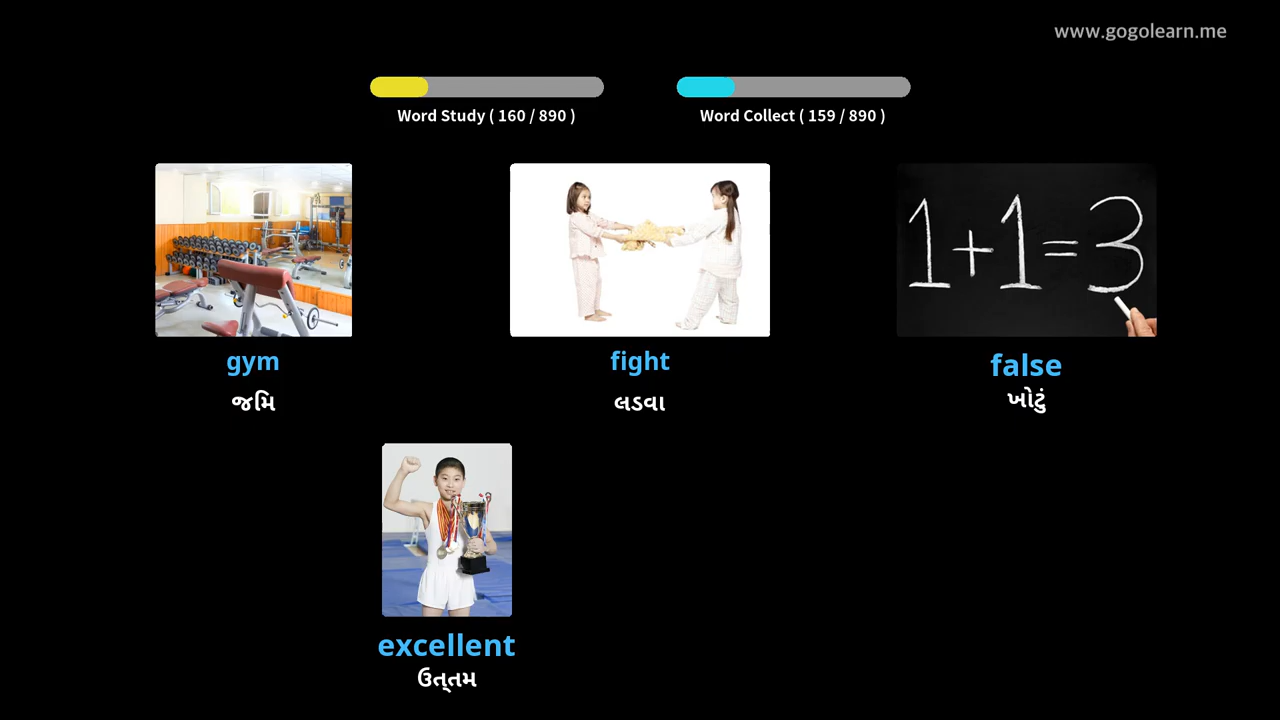 www.gogolearn.me
Word Study ( 160 / 890 )
Word Collect ( 159 / 890 )
1+1=3
gym
જિમ
fight
લડવા
false
ખોટું
excellent
ઉત્તમ